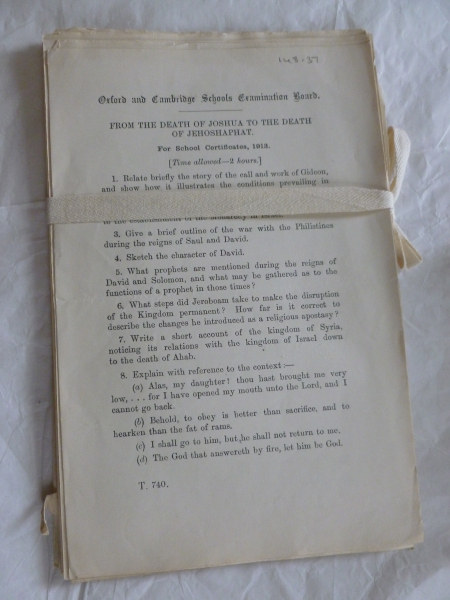 148-37
Oxford and Cambridge Schools Examination Board.
FROM THE DEATH OF JOSHUA TO THE DEATH
OF JEHOSHAPHAT.
For School Certificates, 1913.
[Time allowed—2 hours.]
1. Relate briefly the story of the call and work of Gideon,
and show how it illustrates the conditions prevailing in
of the establishment of the monarchy in Israel.
3. Give a brief outline of the war with the Philistines
during the reigns of Saul and David.
4. Sketch the character of David.
5. What prophets are mentioned during the reigns of
David and Solomon, and what may be gathered as to the
functions of a prophet in those times?
6. What steps did Jeroboam take to make the disruption
of the Kingdom permanent? How far is it correct to
describe the changes he introduced as a religious apostasy?
7. Write a short account of the kingdom of Syria,
noticing its relations with the kingdom of Israel down
to the death of Ahab.
8. Explain with reference to the context:—
(a) Alas, my daughter! thou hast brought me very
low, . . . for I have opened my mouth unto the Lord, and I
cannot go back.
(b) Behold, to obey is better than sacrifice, and to
hearken than the fat of rams.
(c) I shall go to him, but he shall not return to me.
(d) The God that answereth by fire, let him be God.
T. 740.